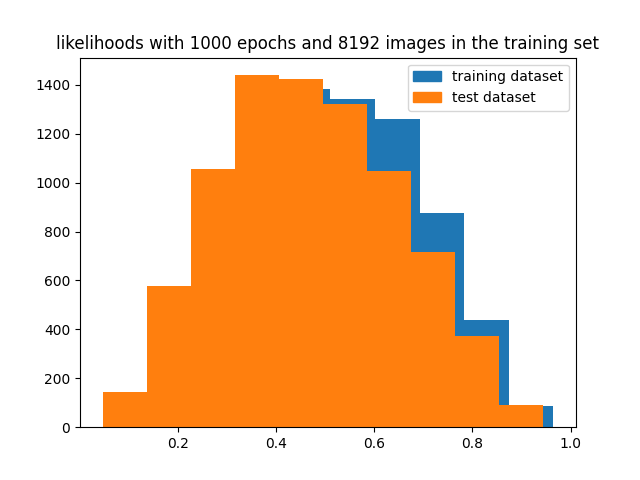 likelihoods with 1000 epochs and 8192 images in the training set
training dataset
test dataset
1400
1200
1000
800
600
400
200
0
0.2 0.4 0.6 0.8 1.0